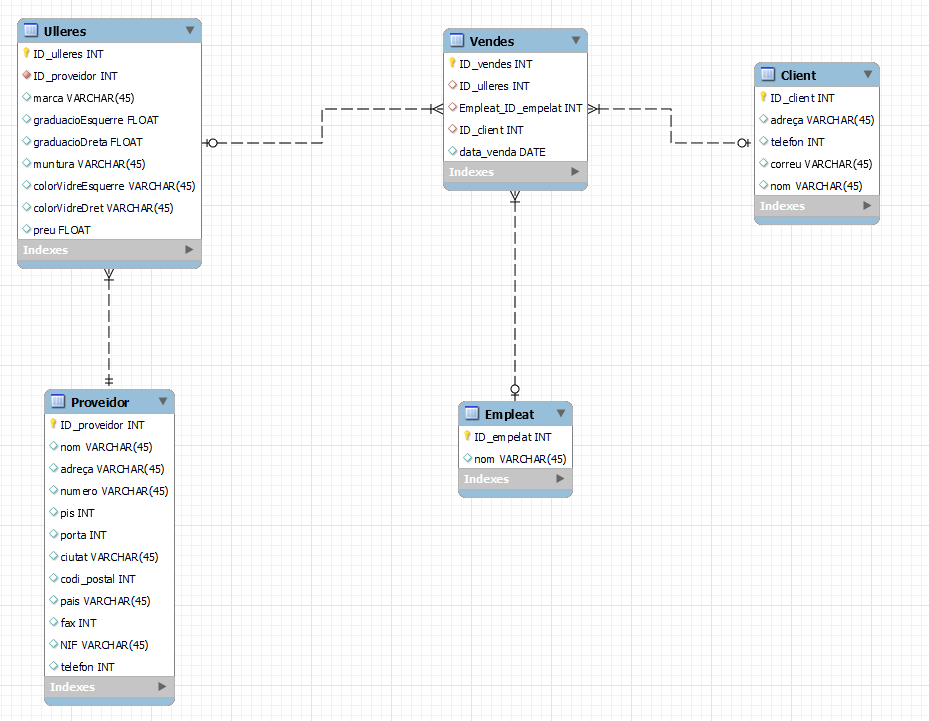 Ulleres
ID_ulleres INT
ID_proveidor INT
marca VARCHAR(45)
graduacioEsquerre FLOAT
graduacioDreta FLOAT
muntura VARCHAR(45)
colorVidreEsquerre VARCHAR(45)
colorVidreDret VARCHAR(45)
preu FLOAT
Indexes
Vendes
ID_vendes INT
ID_ulleres INT
Empleat_ID_empelat INT
ID_client INT
data_venda DATE
Indexes
Client
ID_client INT
adreça VARCHAR(45)
telefon INT
correu VARCHAR(45)
nom VARCHAR(45)
Indexes
Proveidor
ID_proveidor INT
nom VARCHAR(45)
adreça VARCHAR(45)
numero VARCHAR(45)
pis INT
porta INT
ciutat VARCHAR(45)
codi_postal INT
pais VARCHAR(45)
fax INT
NIF VARCHAR(45)
telefon INT
Indexes
Empleat
ID_empelat INT
nom VARCHAR(45)
Indexes